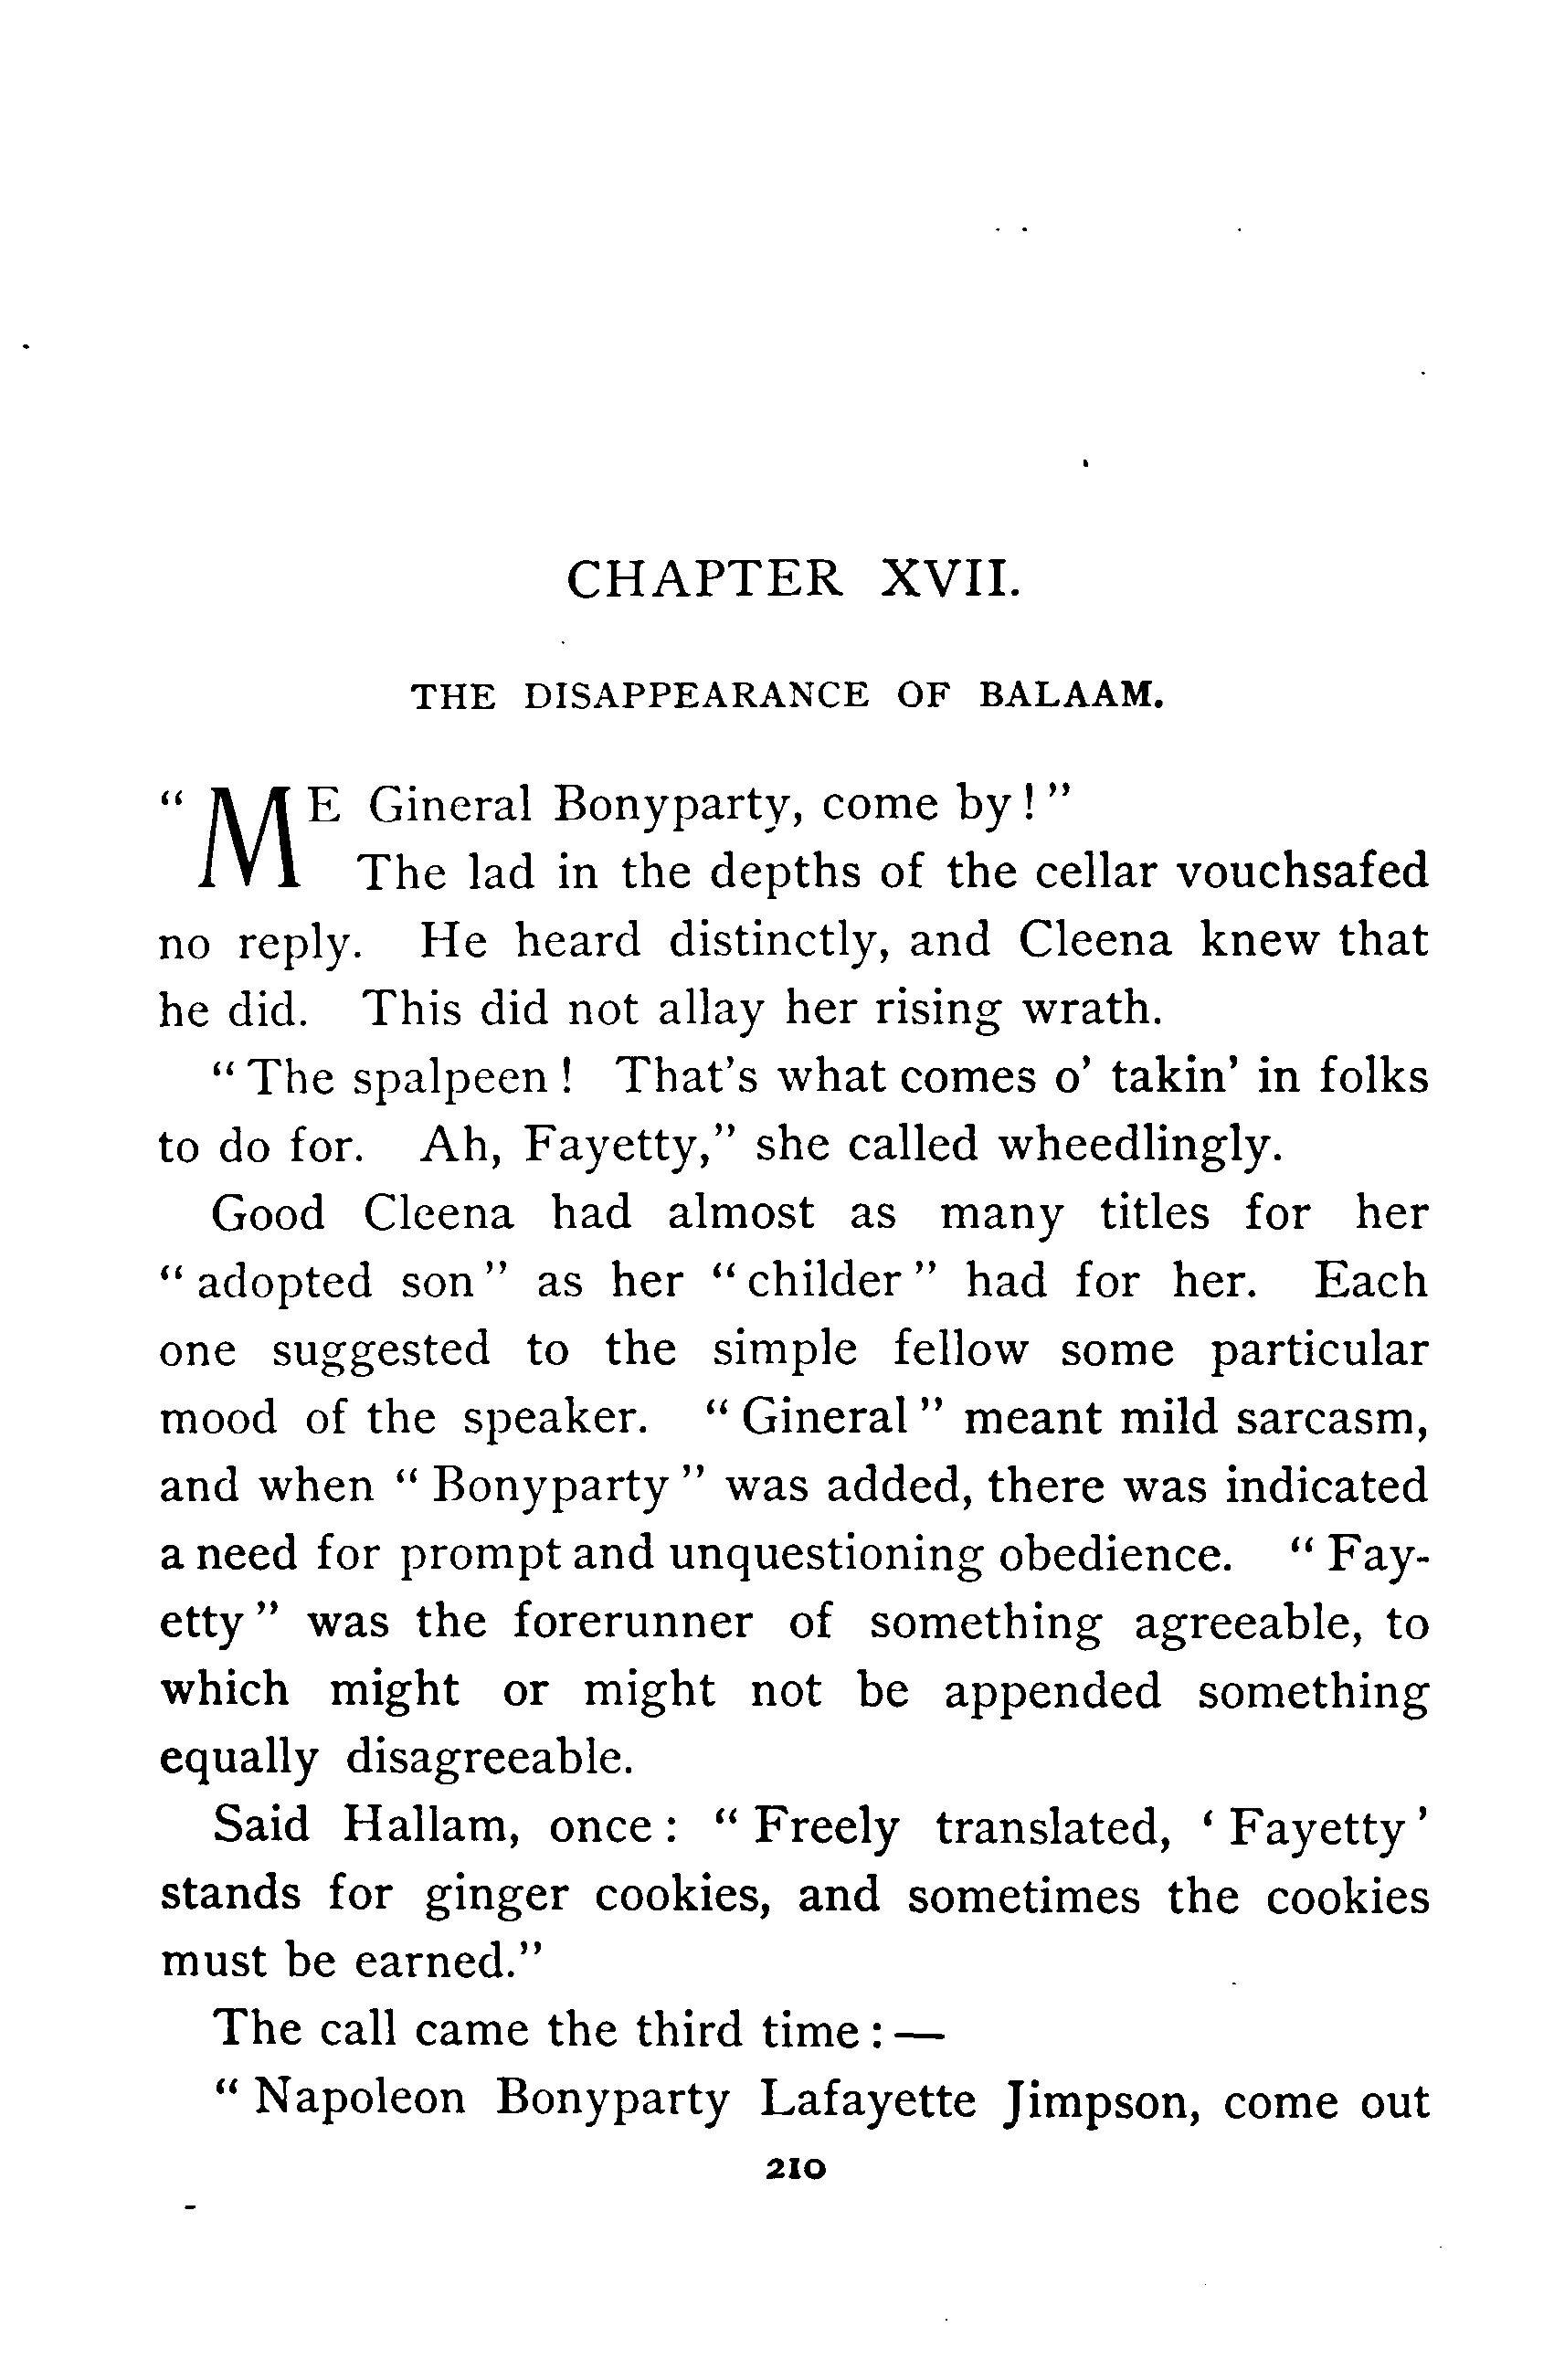 CHAPTER XVII.
THE DISAPPEARANCE OF BALAAM.
“ ME Gineral Bonyparty, come by ! ”
The lad in the depths of the cellar vouchsafed
no reply. He heard distinctly, and Cleena knew that
he did. This did not allay her rising wrath.
“ The spalpeen ! That’s what comes o’ takin’ in folks
to do for. Ah, Fayetty,” she called wheedlingly.
Good Cleena had almost as many titles for her
“ adopted son ” as her “ childer ” had for her. Each
one suggested to the simple fellow some particular
mood of the speaker. “ Gineral ” meant mild sarcasm,
and when “ Bonyparty ” was added, there was indicated
a need for prompt and unquestioning obedience. “ Fay-
etty ” was the forerunner of something agreeable, to
which might or might not be appended something
equally disagreeable.
Said Hallam, once : “ Freely translated, ‘ Fayetty ’
stands for ginger cookies, and sometimes the cookies
must be earned.”
The call came the third time : —
“ Napoleon Bonyparty Lafayette Jimpson, come out
210